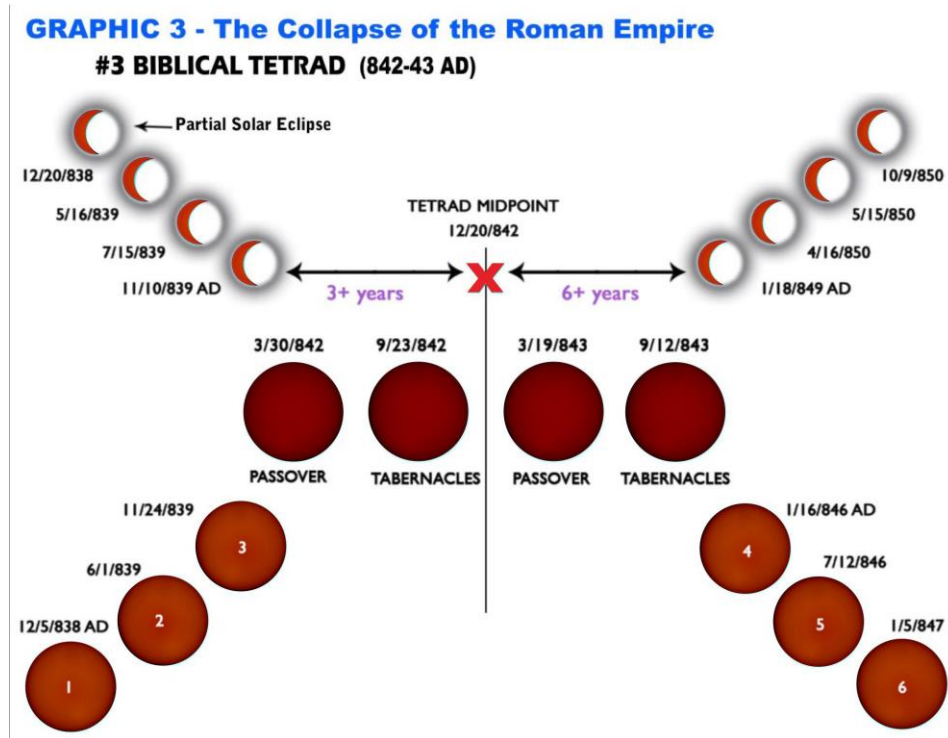 GRAPHIC 3 - The Collapse of the Roman Empire
#3 BIBLICAL TETRAD (842-43 AD)
Partial Solar Eclipse
12/20/838
5/16/839
7/15/839
11/10/839 AD
TETRAD MIDPOINT
12/20/842
X
3+ years
6+ years
10/9/850
5/15/850
4/16/850
1/18/849 AD
3/30/842
9/23/842
3/19/843
9/12/843
PASSOVER
TABERNACLES
PASSOVER
TABERNACLES
11/24/839
3
6/1/839
2
12/5/838 AD
1
1/16/846 AD
4
7/12/846
5
1/5/847
6